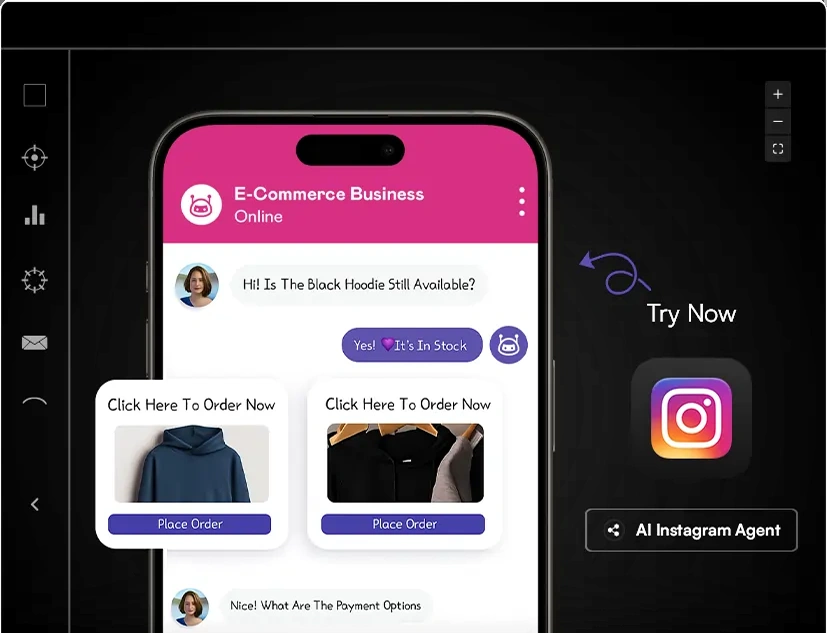 E-Commerce Business
Online
Hi! Is The Black Hoodie Still Available?
Yes! 💜It's In Stock
Try Now
Click Here To Order Now
Place Order
Click Here To Order Now
Place Order
AI Instagram Agent
Nice! What Are The Payment Options